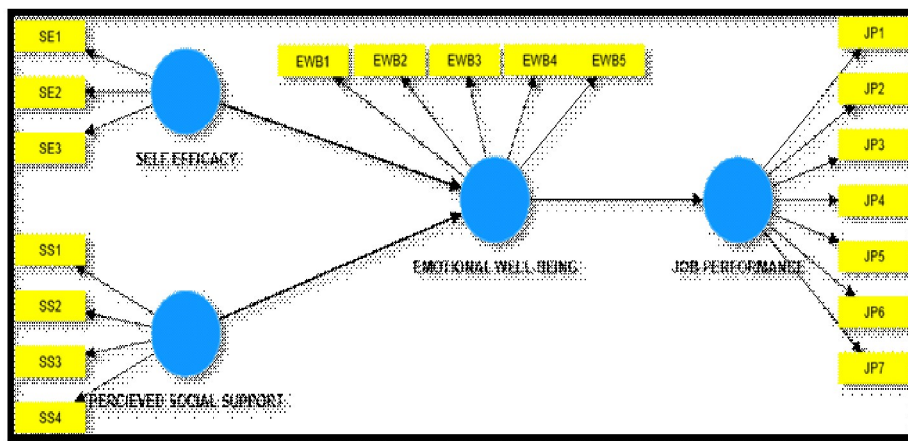 SE1
SE2
SE3
SELF EFFICACY
SS1
SS2
SS3
SS4
PERCIEVED SOCIAL SUPPORT
EWB1
EWB2
EWB3
EWB4
EWB5
EMOTIONAL WELL BEING
JOB PERFORMANCE
JP1
JP2
JP3
JP4
JP5
JP6
JP7